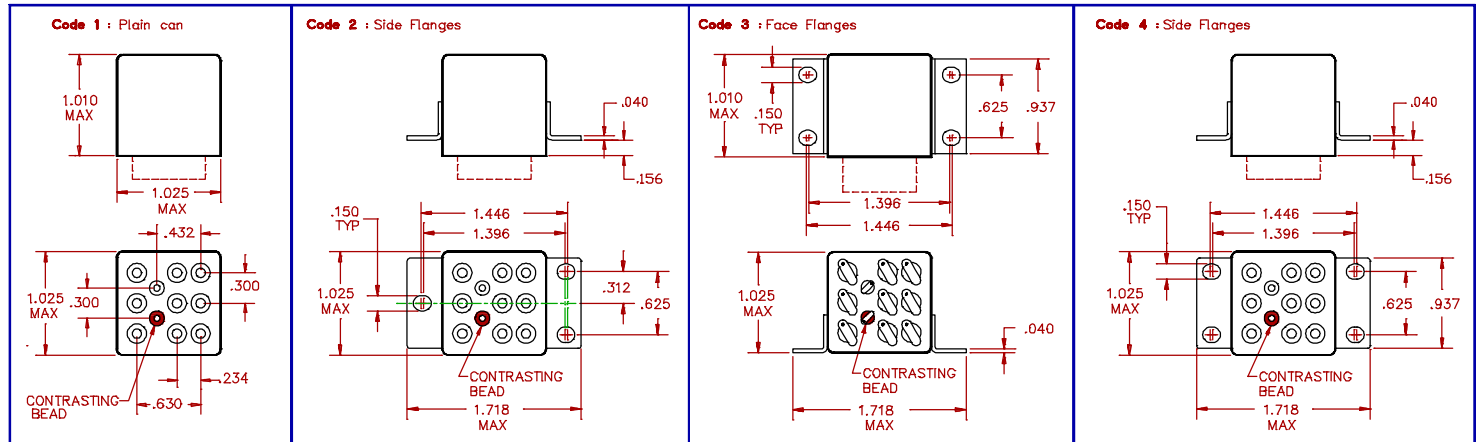 Code 1 : Plain can
1.010
MAX
1.025
MAX
.432
1.025
MAX
.300
.300
.234
.630
CONTRASTING
BEAD
Code 2 : Side Flanges
.040
.156
.150
TYP
1.446
1.396
1.025
MAX
.312
.625
CONTRASTING
BEAD
1.718
MAX
Code 3 : Face Flanges
1.010
MAX
.150
TYP
.625
.937
1.396
1.446
1.025
MAX
.040
CONTRASTING
BEAD
1.718
MAX
Code 4 : Side Flanges
.040
.156
.150
TYP
1.446
1.396
1.025
MAX
.625
.937
CONTRASTING
BEAD
1.718
MAX